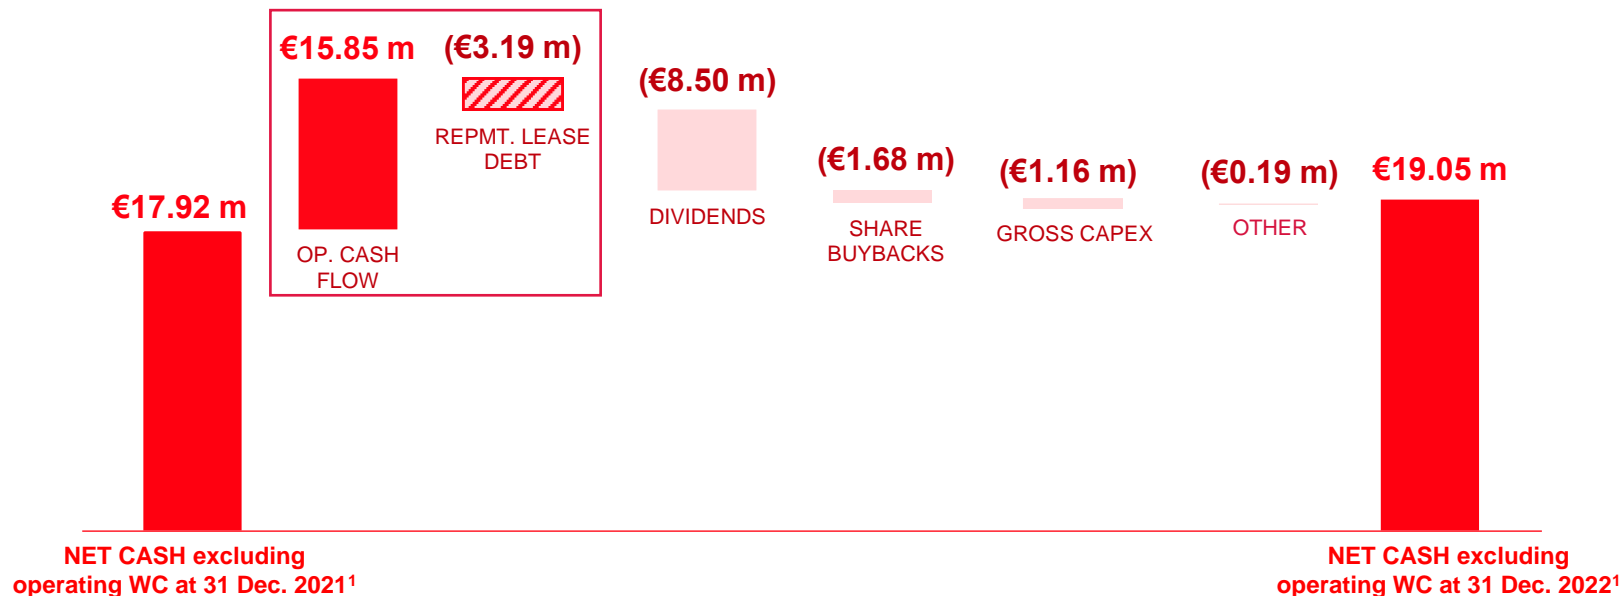 €15.85 m
(€3.19 m)
(€8.50 m)
(€1.68 m)
(€1.16 m)
(€0.19 m)
€19.05 m
€17.92 m
REPMT. LEASE
DEBT
DIVIDENDS
SHARE
BUYBACKS
GROSS CAPEX
OTHER
OP. CASH
FLOW
NET CASH excluding
operating WC at 31 Dec. 2021¹
NET CASH excluding
operating WC at 31 Dec. 2022¹